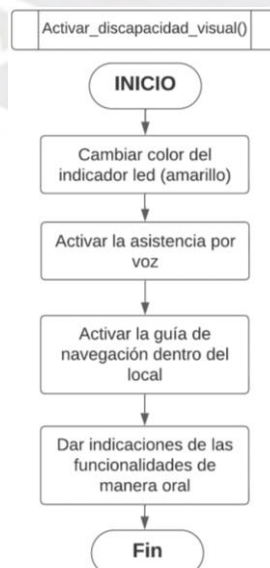 Activar_discapacidad_visual()
INICIO
Cambiar color del
indicador led (amarillo)
Activar la asistencia por
voz
Activar la guía de
navegación dentro del
local
Dar indicaciones de las
funcionalidades de
manera oral
Fin